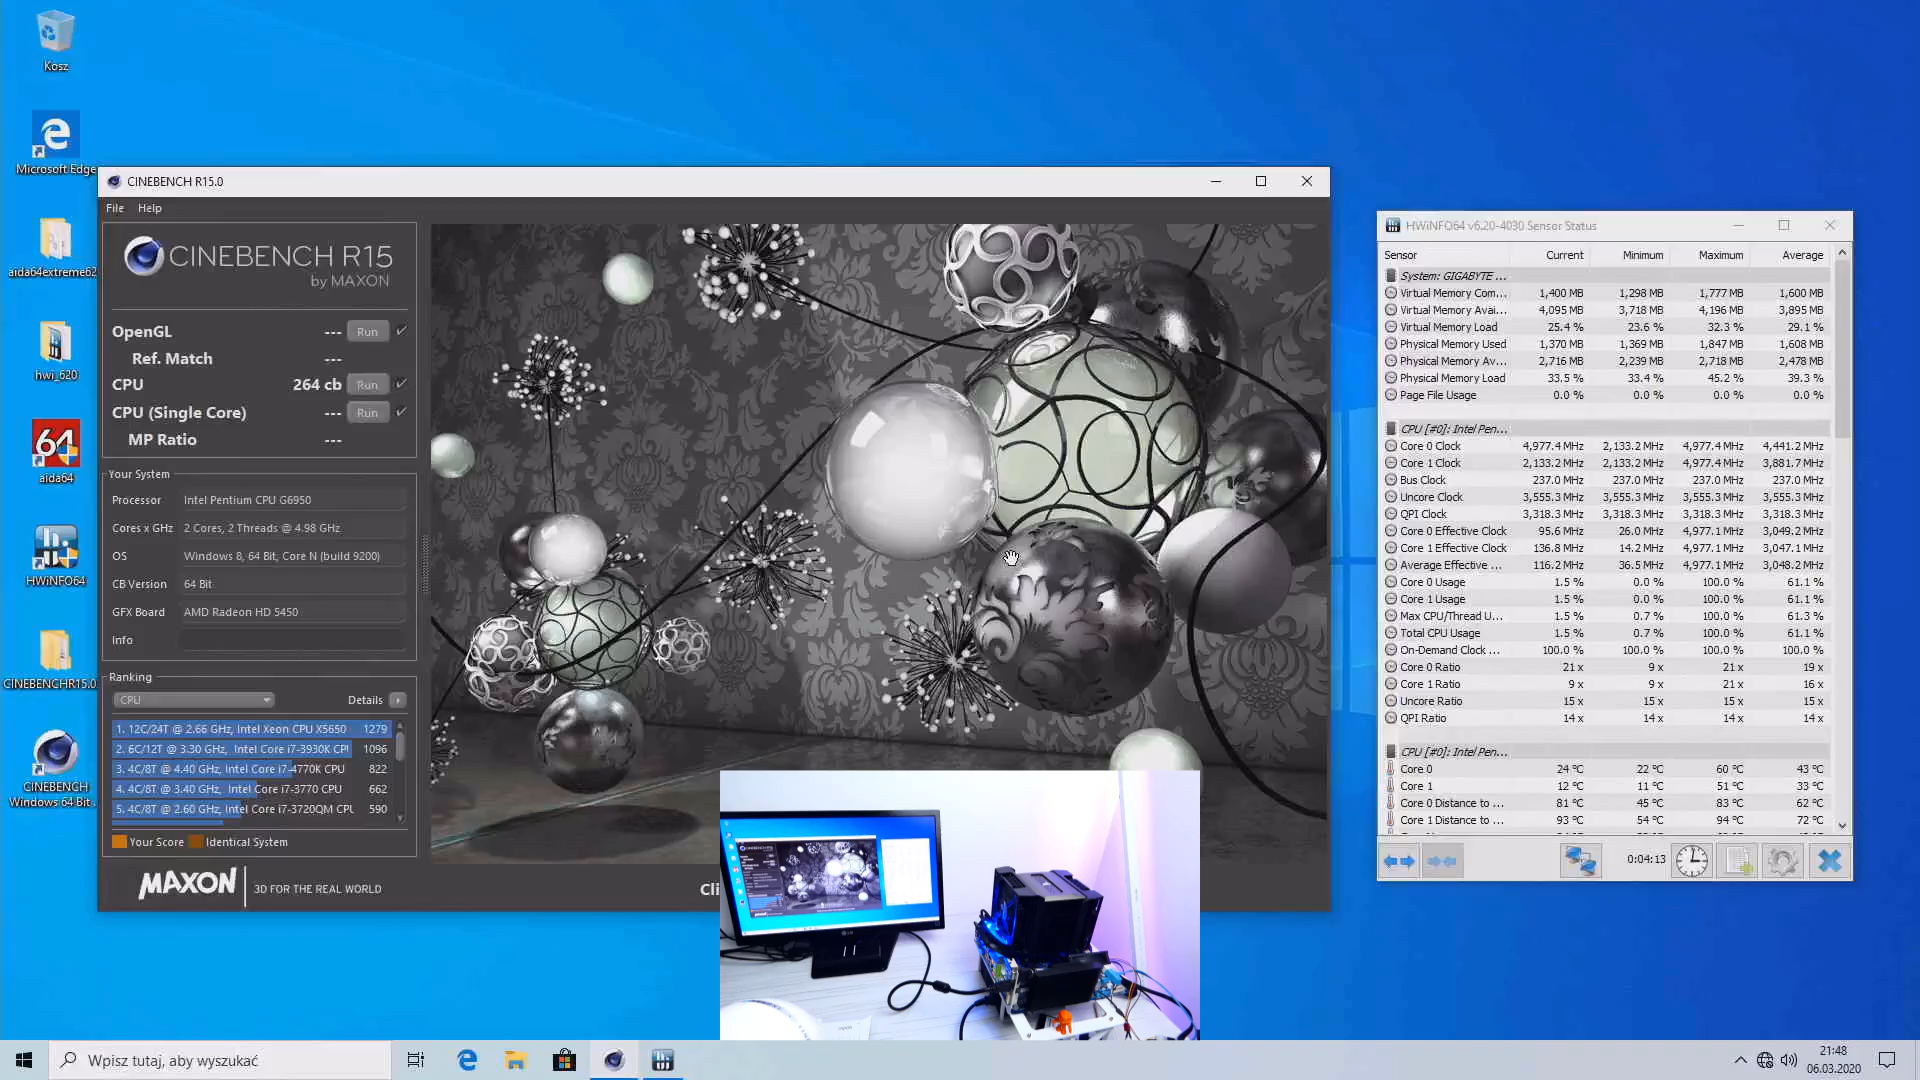 Kosz
Microsoft Edge
aida64extreme62
hwi_620
64
aida64
HWiNFO64
CINEBENCHR15.0
CINEBENCH
Windows 64 Bit .
CINEBENCH R15.0
File Help
CINEBENCH R15
by MAXON
OpenGL --- Run
Ref. Match ---
CPU 264 cb Run
CPU (Single Core) --- Run
MP Ratio ---
Your System
Processor Intel Pentium CPU G6950
Cores x GHz 2 Cores, 2 Threads @ 4.98 GHz
OS Windows 8, 64 Bit, Core N (build 9200)
CB Version 64 Bit
GFX Board AMD Radeon HD 5450
Info
Ranking
CPU Details
1. 12C/24T @ 2.66 GHz, Intel Xeon CPU X5650 1279
2. 6C/12T @ 3.30 GHz, Intel Core i7-3930K CPU 1096
3. 4C/8T @ 4.40 GHz, Intel Core i7-4770K CPU 822
4. 4C/8T @ 3.40 GHz, Intel Core i7-3770 CPU 662
5. 4C/8T @ 2.60 GHz, Intel Core i7-3720QM CPU 590
Your Score Identical System
MAXON 3D FOR THE REAL WORLD
Cli
HWiNFO64 v6.20-4030 Sensor Status
Sensor Current Minimum Maximum Average
System: GIGABYTE ...
Virtual Memory Com... 1,400 MB 1,298 MB 1,777 MB 1,600 MB
Virtual Memory Avai... 4,095 MB 3,718 MB 4,196 MB 3,895 MB
Virtual Memory Load 25.4 % 23.6 % 32.3 % 29.1 %
Physical Memory Used 1,370 MB 1,369 MB 1,847 MB 1,608 MB
Physical Memory Av... 2,716 MB 2,239 MB 2,718 MB 2,478 MB
Physical Memory Load 33.5 % 33.4 % 45.2 % 39.3 %
Page File Usage 0.0 % 0.0 % 0.0 % 0.0 %
CPU [#0]: Intel Pen...
Core 0 Clock 4,977.4 MHz 2,133.2 MHz 4,977.4 MHz 4,441.2 MHz
Core 1 Clock 2,133.2 MHz 2,133.2 MHz 4,977.4 MHz 3,881.7 MHz
Bus Clock 237.0 MHz 237.0 MHz 237.0 MHz 237.0 MHz
Uncore Clock 3,555.3 MHz 3,555.3 MHz 3,555.3 MHz 3,555.3 MHz
QPI Clock 3,318.3 MHz 3,318.3 MHz 3,318.3 MHz 3,318.3 MHz
Core 0 Effective Clock 95.6 MHz 26.0 MHz 4,977.1 MHz 3,049.2 MHz
Core 1 Effective Clock 136.8 MHz 14.2 MHz 4,977.1 MHz 3,047.1 MHz
Average Effective ... 116.2 MHz 36.5 MHz 4,977.1 MHz 3,048.2 MHz
Core 0 Usage 1.5 % 0.0 % 100.0 % 61.1 %
Core 1 Usage 1.5 % 0.0 % 100.0 % 61.1 %
Max CPU/Thread U... 1.5 % 0.7 % 100.0 % 61.3 %
Total CPU Usage 1.5 % 0.7 % 100.0 % 61.1 %
On-Demand Clock ... 100.0 % 100.0 % 100.0 % 100.0 %
Core 0 Ratio 21 x 9 x 21 x 19 x
Core 1 Ratio 9 x 9 x 21 x 16 x
Uncore Ratio 15 x 15 x 15 x 15 x
QPI Ratio 14 x 14 x 14 x 14 x
CPU [#0]: Intel Pen...
Core 0 24 °C 22 °C 60 °C 43 °C
Core 1 12 °C 11 °C 51 °C 33 °C
Core 0 Distance to ... 81 °C 45 °C 83 °C 62 °C
Core 1 Distance to ... 93 °C 54 °C 94 °C 72 °C
0:04:13
Wpisz tutaj, aby wyszukać
21:48
06.03.2020